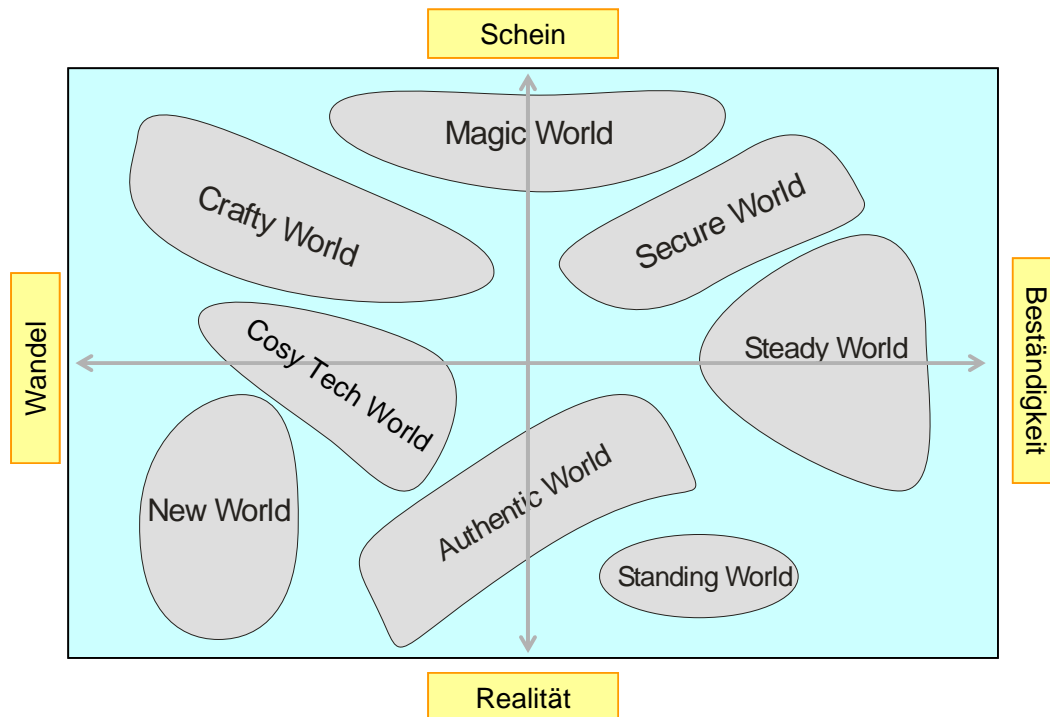 Schein
Magic World
Crafty World
Secure World
Wandel
Cosy Tech World
Steady World
Beständigkeit
New World
Authentic World
Standing World
Realität